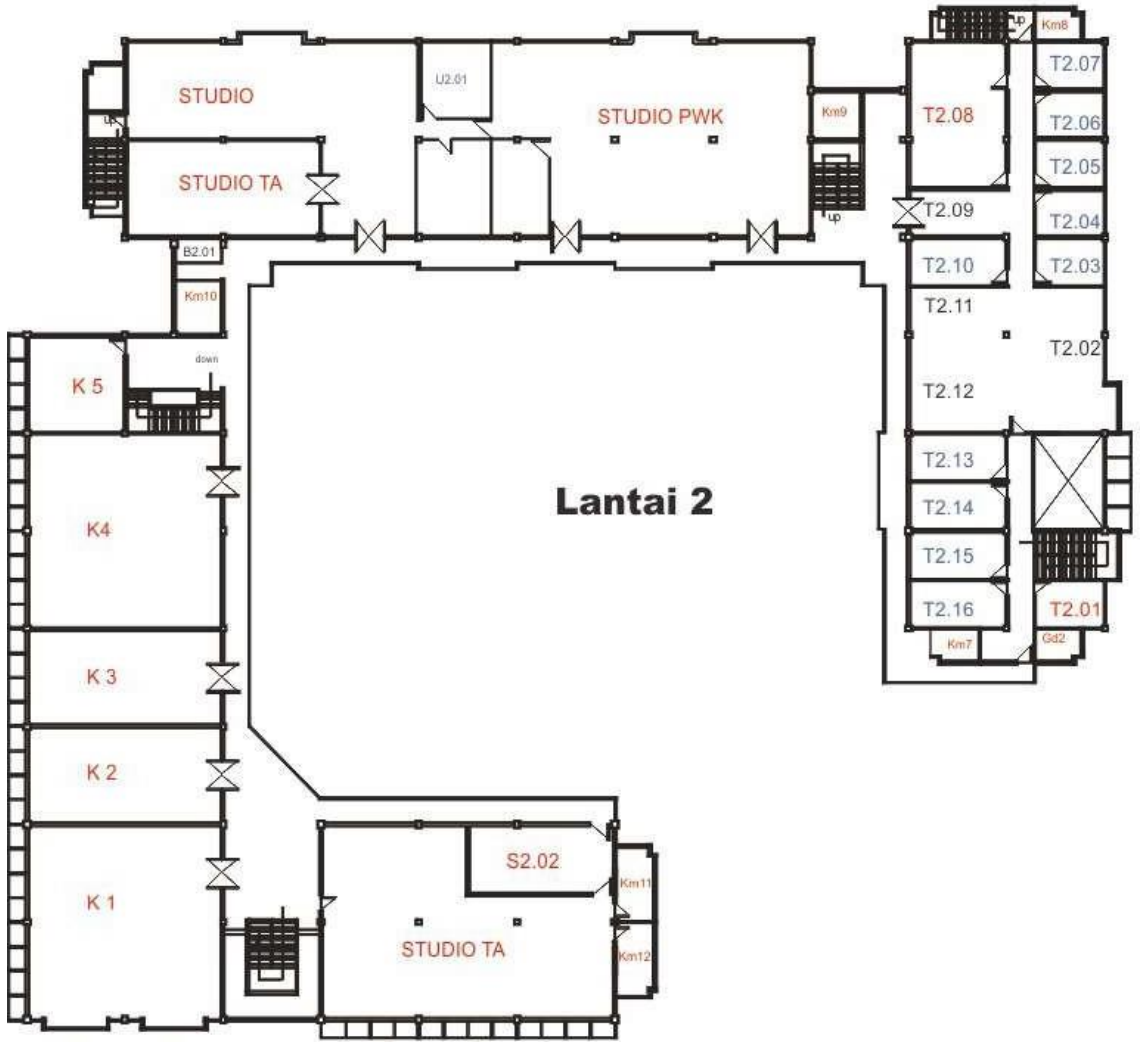 up
Km8
T2.07
STUDIO
U2.01
STUDIO PWK
Km9
T2.08
T2.06
up
T2.05
STUDIO TA
up
T2.09
T2.04
B2.01
T2.10
T2.03
Km10
T2.11
down
T2.02
K 5
T2.12
T2.13
Lantai 2
K4
T2.14
T2.15
T2.16
T2.01
Km7
Gd2
K 3
K 2
S2.02
Km11
K 1
STUDIO TA
Km12